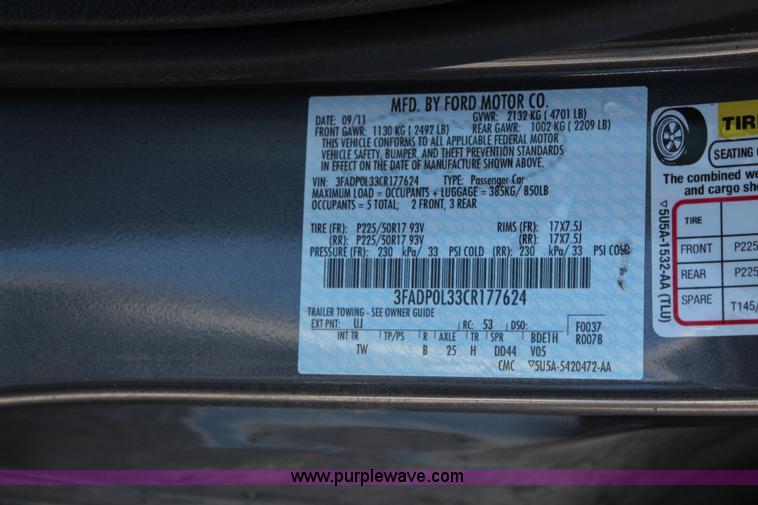 MFD. BY FORD MOTOR CO.
DATE: 09/11 GVWR: 2132 KG ( 4701 LB)
FRONT GAWR: 1130 KG ( 2492 LB) REAR GAWR: 1002 KG ( 2209 LB)
THIS VEHICLE CONFORMS TO ALL APPLICABLE FEDERAL MOTOR
VEHICLE SAFETY, BUMPER, AND THEFT PREVENTION STANDARDS
IN EFFECT ON THE DATE OF MANUFACTURE SHOWN ABOVE.
VIN: 3FADP0L33CR177624 TYPE: Passenger Car
MAXIMUM LOAD = OCCUPANTS + LUGGAGE = 385KG/ 850LB
OCCUPANTS = 5 TOTAL; 2 FRONT, 3 REAR
TIRE (FR): P225/50R17 93V RIMS (FR): 17X7.5J
(RR): P225/50R17 93V (RR): 17X7.5J
PRESSURE (FR): 230 kPa/ 33 PSI COLD (RR): 230 kPa/ 33 PSI COLD
3FADP0L33CR177624
TRAILER TOWING - SEE OWNER GUIDE
EXT PNT: UJ RC: 53 DSO: F0037
R0078
INT TR TP/PS R AXLE TR SPR BDE1H
TW B 25 H DD44 V05
CMC ▽5U5A-5420472-AA
TIRE
SEATING
The combined we
and cargo sho
▽5U5A-1532-AA (TLU)
TIRE
FRONT P225
REAR P225
SPARE T145/
www.purplewave.com